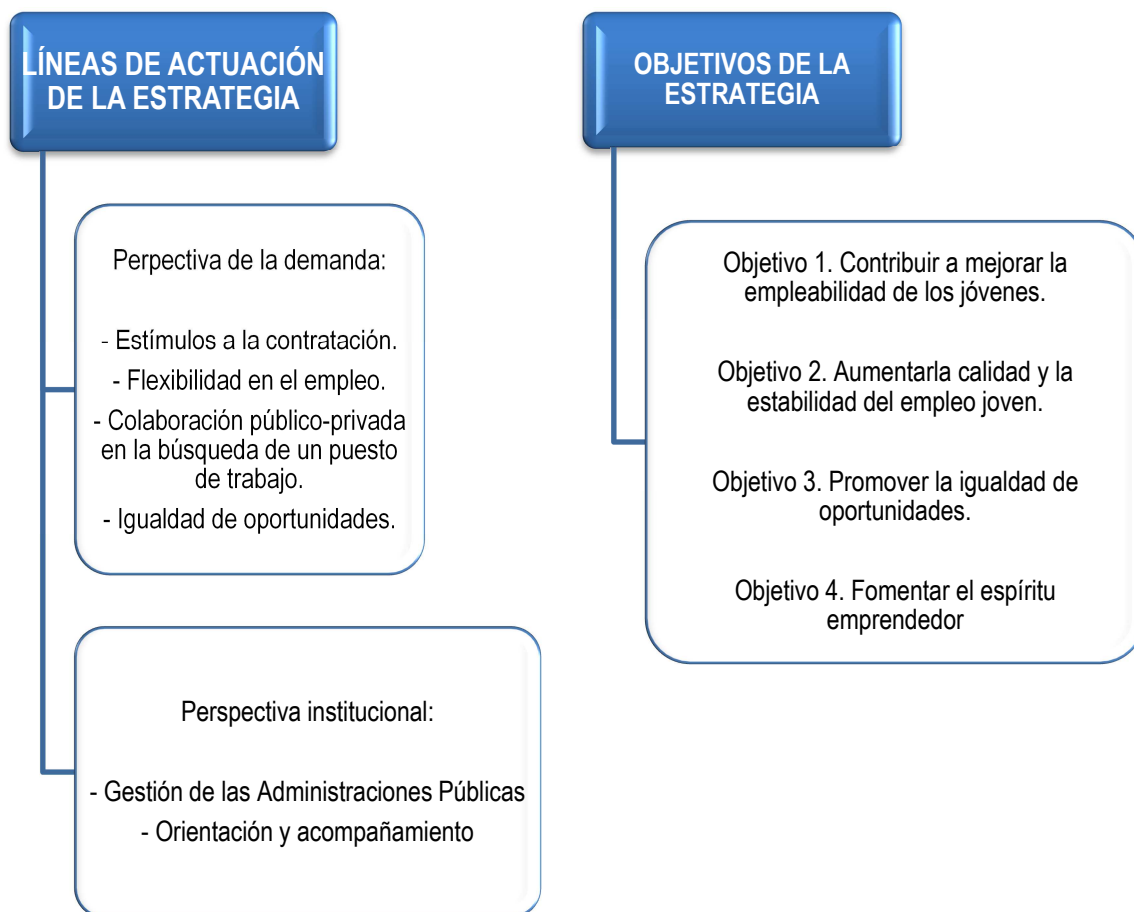 LÍNEAS DE ACTUACIÓN
DE LA ESTRATEGIA
Perpectiva de la demanda:
- Estímulos a la contratación.
- Flexibilidad en el empleo.
- Colaboración público-privada
en la búsqueda de un puesto
de trabajo.
- Igualdad de oportunidades.
Perspectiva institucional:
- Gestión de las Administraciones Públicas
- Orientación y acompañamiento
OBJETIVOS DE LA
ESTRATEGIA
Objetivo 1. Contribuir a mejorar la
empleabilidad de los jóvenes.
Objetivo 2. Aumentarla calidad y la
estabilidad del empleo joven.
Objetivo 3. Promover la igualdad de
oportunidades.
Objetivo 4. Fomentar el espíritu
emprendedor